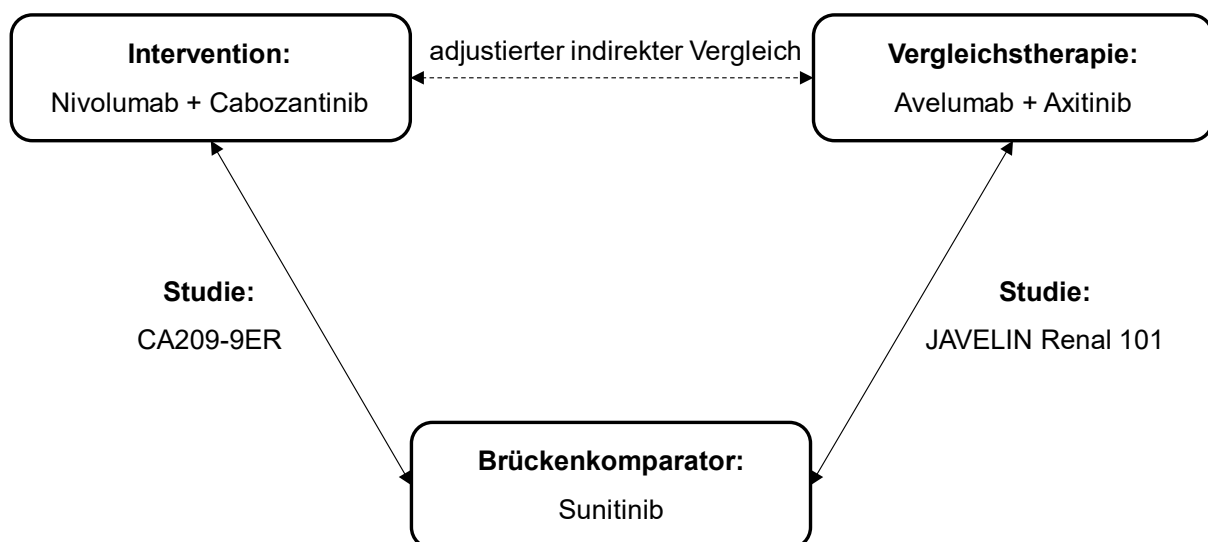 Intervention:
Nivolumab + Cabozantinib
adjustierter indirekter Vergleich
Vergleichstherapie:
Avelumab + Axitinib
Studie:
CA209-9ER
Studie:
JAVELIN Renal 101
Brückenkomparator:
Sunitinib